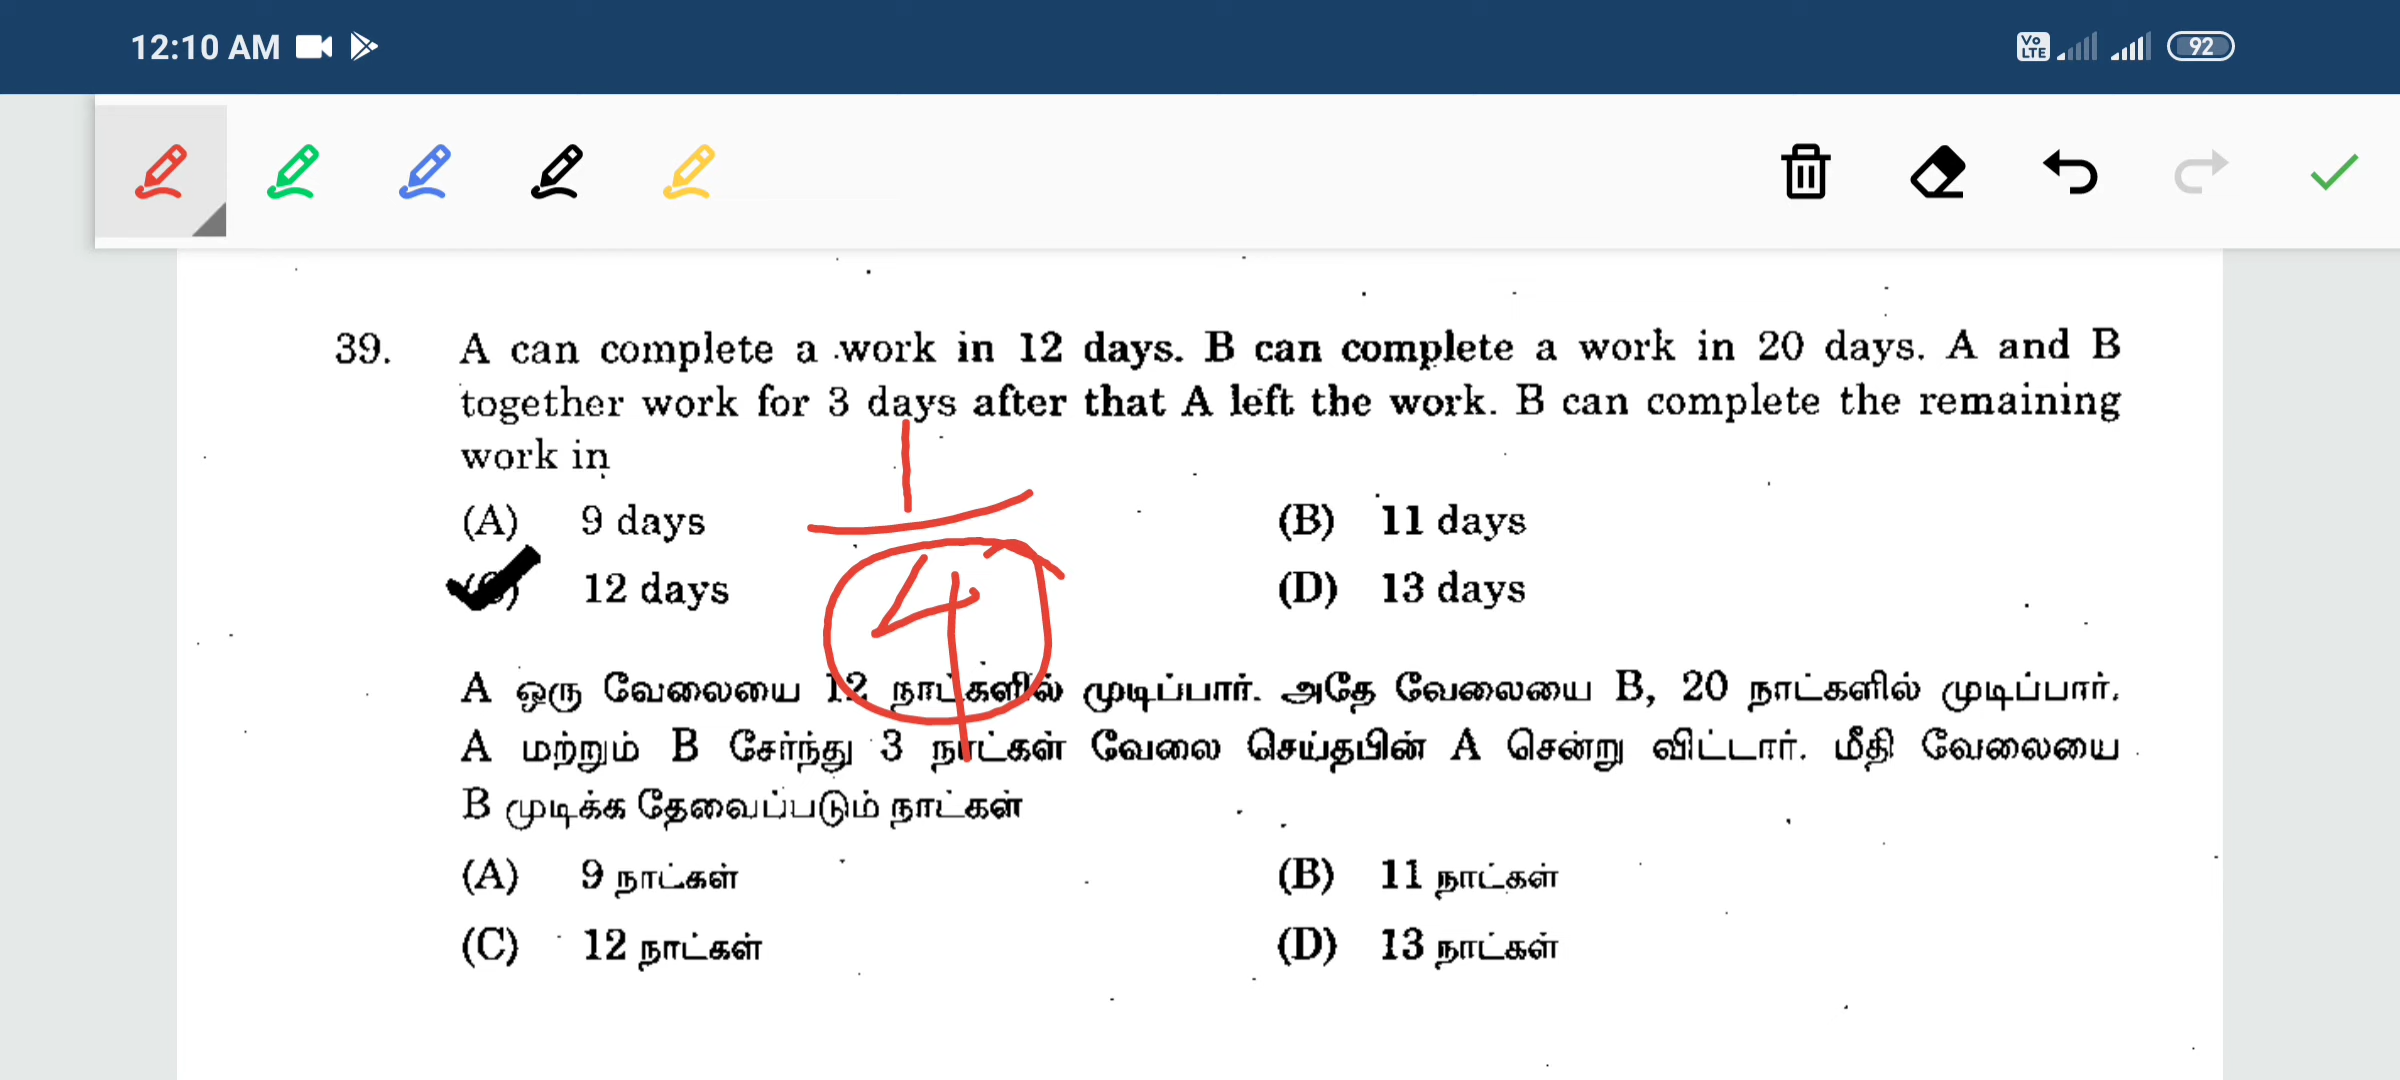 12:10 AM
Vo LTE 92
39. A can complete a work in 12 days. B can complete a work in 20 days. A and B
together work for 3 days after that A left the work. B can complete the remaining
work in
1
(A) 9 days (B) 11 days
4
(C) 12 days (D) 13 days
A ஒரு வேலையை 12 நாட்களில் முடிப்பார். அதே வேலையை B, 20 நாட்களில் முடிப்பார்.
A மற்றும் B சேர்ந்து 3 நாட்கள் வேலை செய்தபின் A சென்று விட்டார். மீதி வேலையை
B முடிக்க தேவைப்படும் நாட்கள்
(A) 9 நாட்கள் (B) 11 நாட்கள்
(C) 12 நாட்கள் (D) 13 நாட்கள்